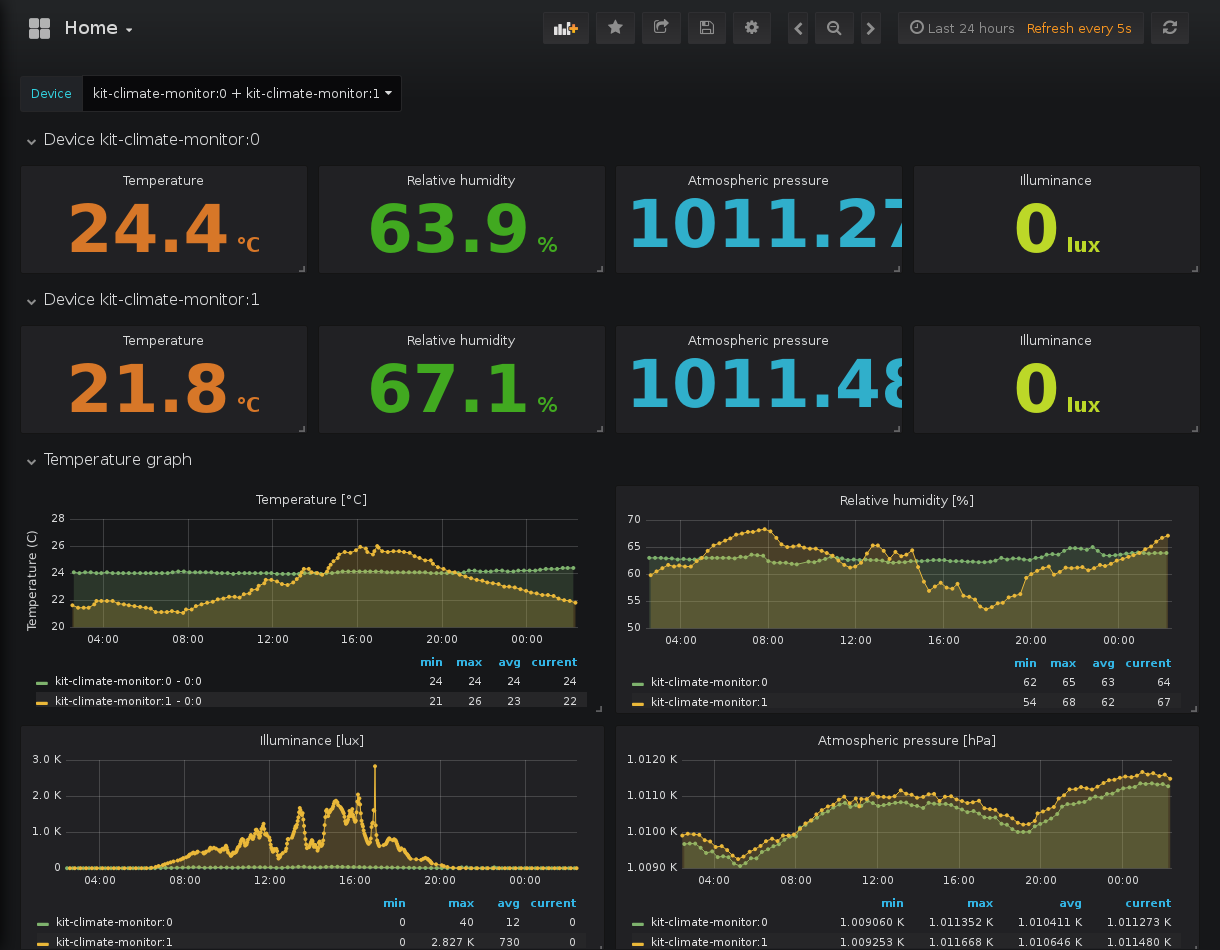 Home
Last 24 hours Refresh every 5s
Device kit-climate-monitor:0 + kit-climate-monitor:1
Device kit-climate-monitor:0
Temperature Relative humidity Atmospheric pressure Illuminance
24.4 °C 63.9 % 1011.27 0 lux
Device kit-climate-monitor:1
Temperature Relative humidity Atmospheric pressure Illuminance
21.8 °C 67.1 % 1011.48 0 lux
Temperature graph
Temperature [°C]
Temperature (C)
28
26
24
22
20
04:00 08:00 12:00 16:00 20:00 00:00
min max avg current
kit-climate-monitor:0 - 0:0 24 24 24 24
kit-climate-monitor:1 - 0:0 21 26 23 22
Relative humidity [%]
70
65
60
55
50
04:00 08:00 12:00 16:00 20:00 00:00
min max avg current
kit-climate-monitor:0 62 65 63 64
kit-climate-monitor:1 54 68 62 67
Illuminance [lux]
3.0 K
2.0 K
1.0 K
0
04:00 08:00 12:00 16:00 20:00 00:00
min max avg current
kit-climate-monitor:0 0 40 12 0
kit-climate-monitor:1 0 2.827 K 730 0
Atmospheric pressure [hPa]
1.0120 K
1.0110 K
1.0100 K
1.0090 K
04:00 08:00 12:00 16:00 20:00 00:00
min max avg current
kit-climate-monitor:0 1.009060 K 1.011352 K 1.010411 K 1.011273 K
kit-climate-monitor:1 1.009253 K 1.011668 K 1.010646 K 1.011480 K